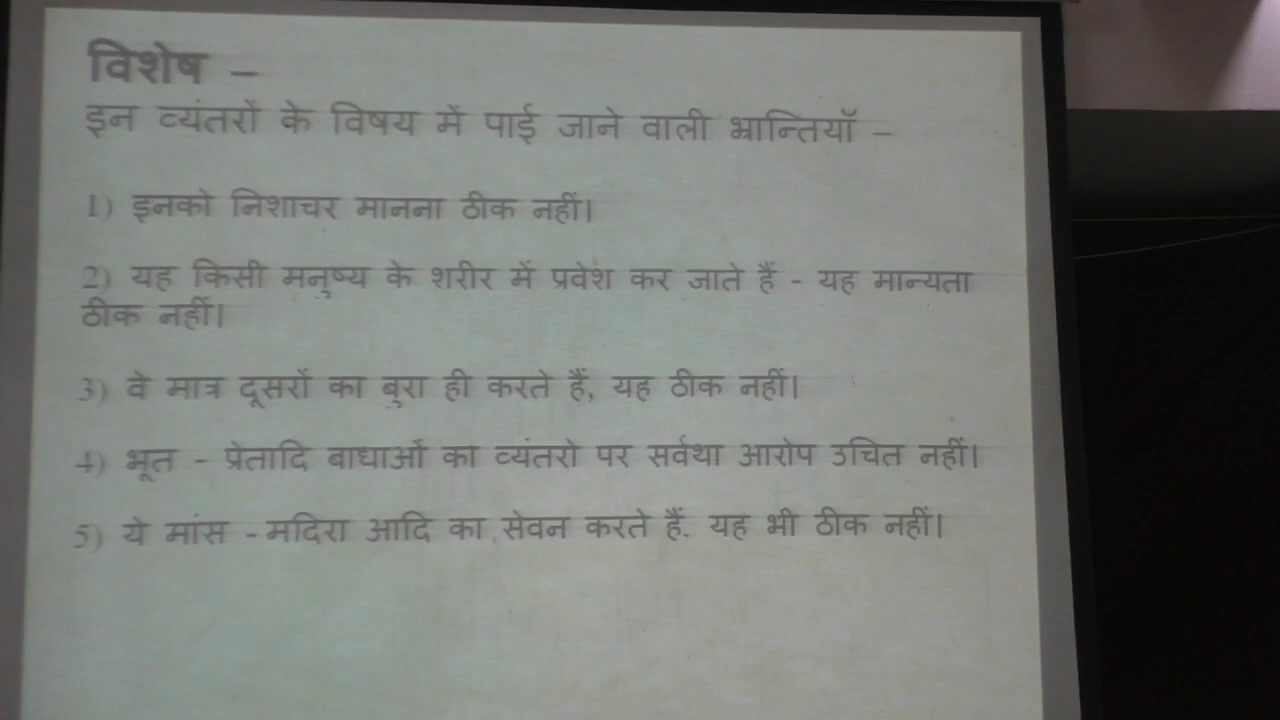 विशेष –
इन व्यंतरों के विषय में पाई जाने वाली भ्रान्तियाँ –
1) इनको निशाचर मानना ठीक नहीं।
2) यह किसी मनुष्य के शरीर में प्रवेश कर जाते हैं - यह मान्यता
ठीक नहीं।
3) वे मात्र दूसरों का बुरा ही करते हैं, यह ठीक नहीं।
4) भूत - प्रेतादि बाधाओं का व्यंतरो पर सर्वथा आरोप उचित नहीं।
5) ये मांस - मदिरा आदि का सेवन करते हैं. यह भी ठीक नहीं।